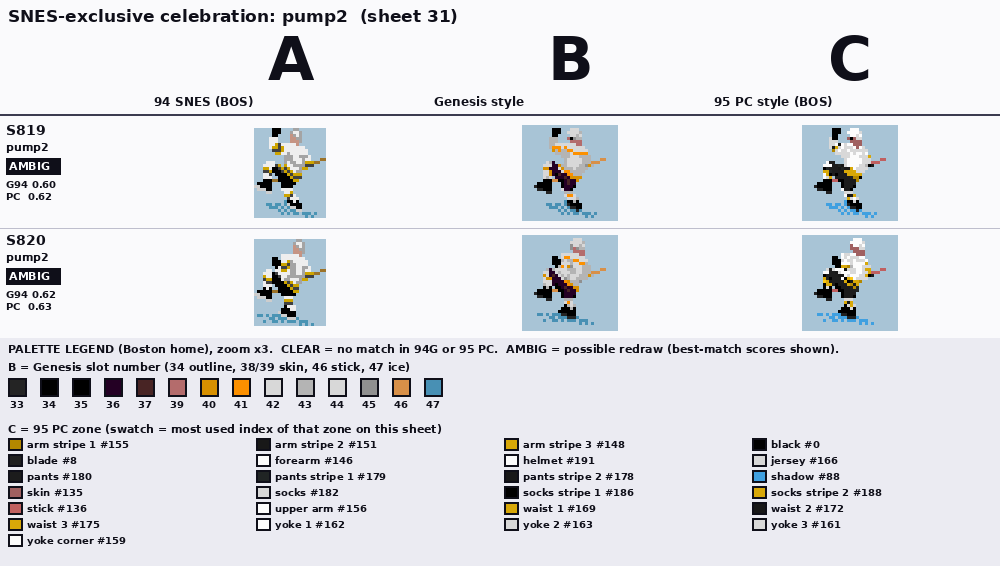 SNES-exclusive celebration: pump2  (sheet 31)
A B C
94 SNES (BOS) Genesis style 95 PC style (BOS)
S819
pump2
AMBIG
G94 0.60
PC  0.62
S820
pump2
AMBIG
G94 0.62
PC  0.63
PALETTE LEGEND (Boston home), zoom x3.  CLEAR = no match in 94G or 95 PC.  AMBIG = possible redraw (best-match scores shown).
B = Genesis slot number (34 outline, 38/39 skin, 46 stick, 47 ice)
33 34 35 36 37 39 40 41 42 43 44 45 46 47
C = 95 PC zone (swatch = most used index of that zone on this sheet)
arm stripe 1 #155 arm stripe 2 #151 arm stripe 3 #148 black #0
blade #8 forearm #146 helmet #191 jersey #166
pants #180 pants stripe 1 #179 pants stripe 2 #178 shadow #88
skin #135 socks #182 socks stripe 1 #186 socks stripe 2 #188
stick #136 upper arm #156 waist 1 #169 waist 2 #172
waist 3 #175 yoke 1 #162 yoke 2 #163 yoke 3 #161
yoke corner #159